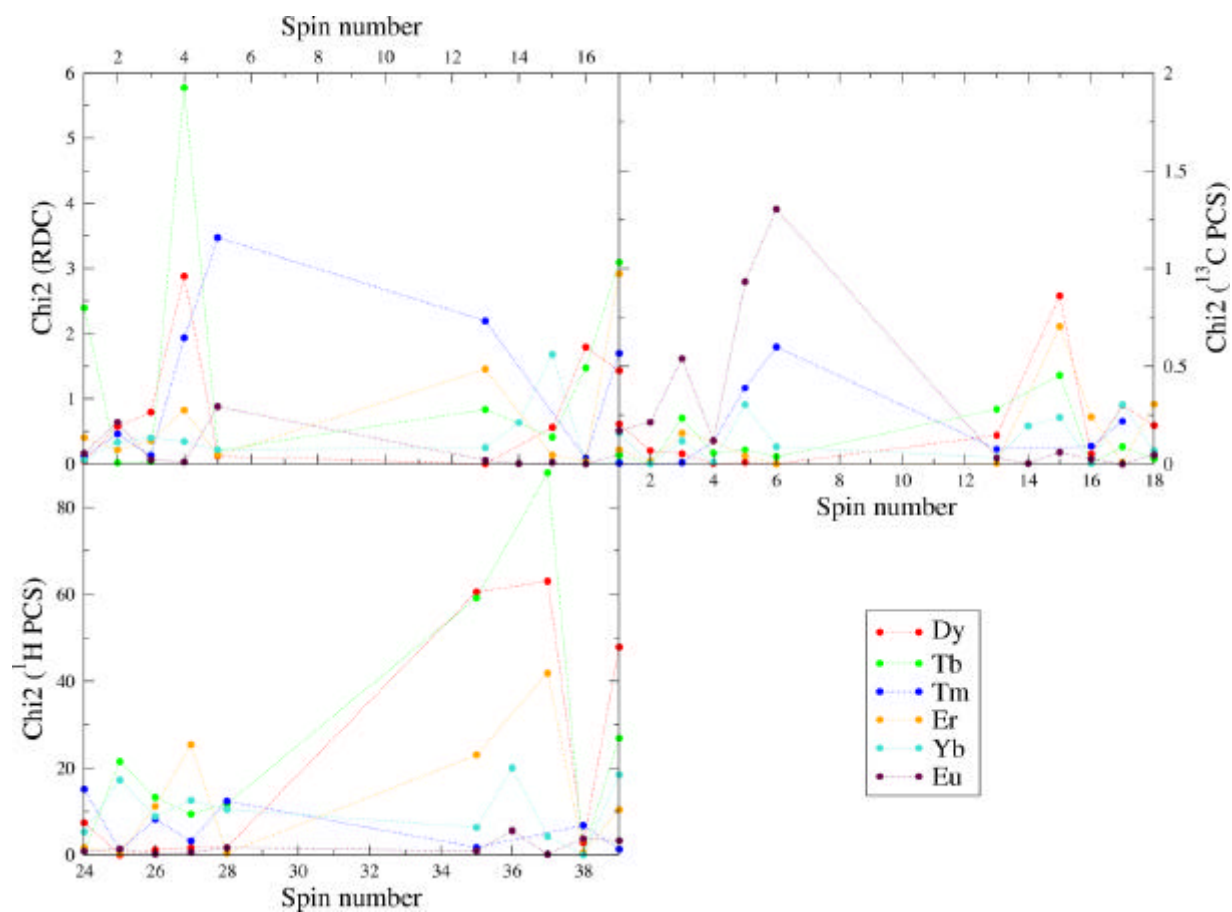 Spin number
2 4 6 8 10 12 14 16
6
5
4
3
2
1
0
Chi2 (RDC)
2
1.5
1
0.5
0
Chi2 (¹³C PCS)
2 4 6 8 10 12 14 16 18
Spin number
80
60
40
20
0
Chi2 (¹H PCS)
24 26 28 30 32 34 36 38
Spin number
Dy
Tb
Tm
Er
Yb
Eu